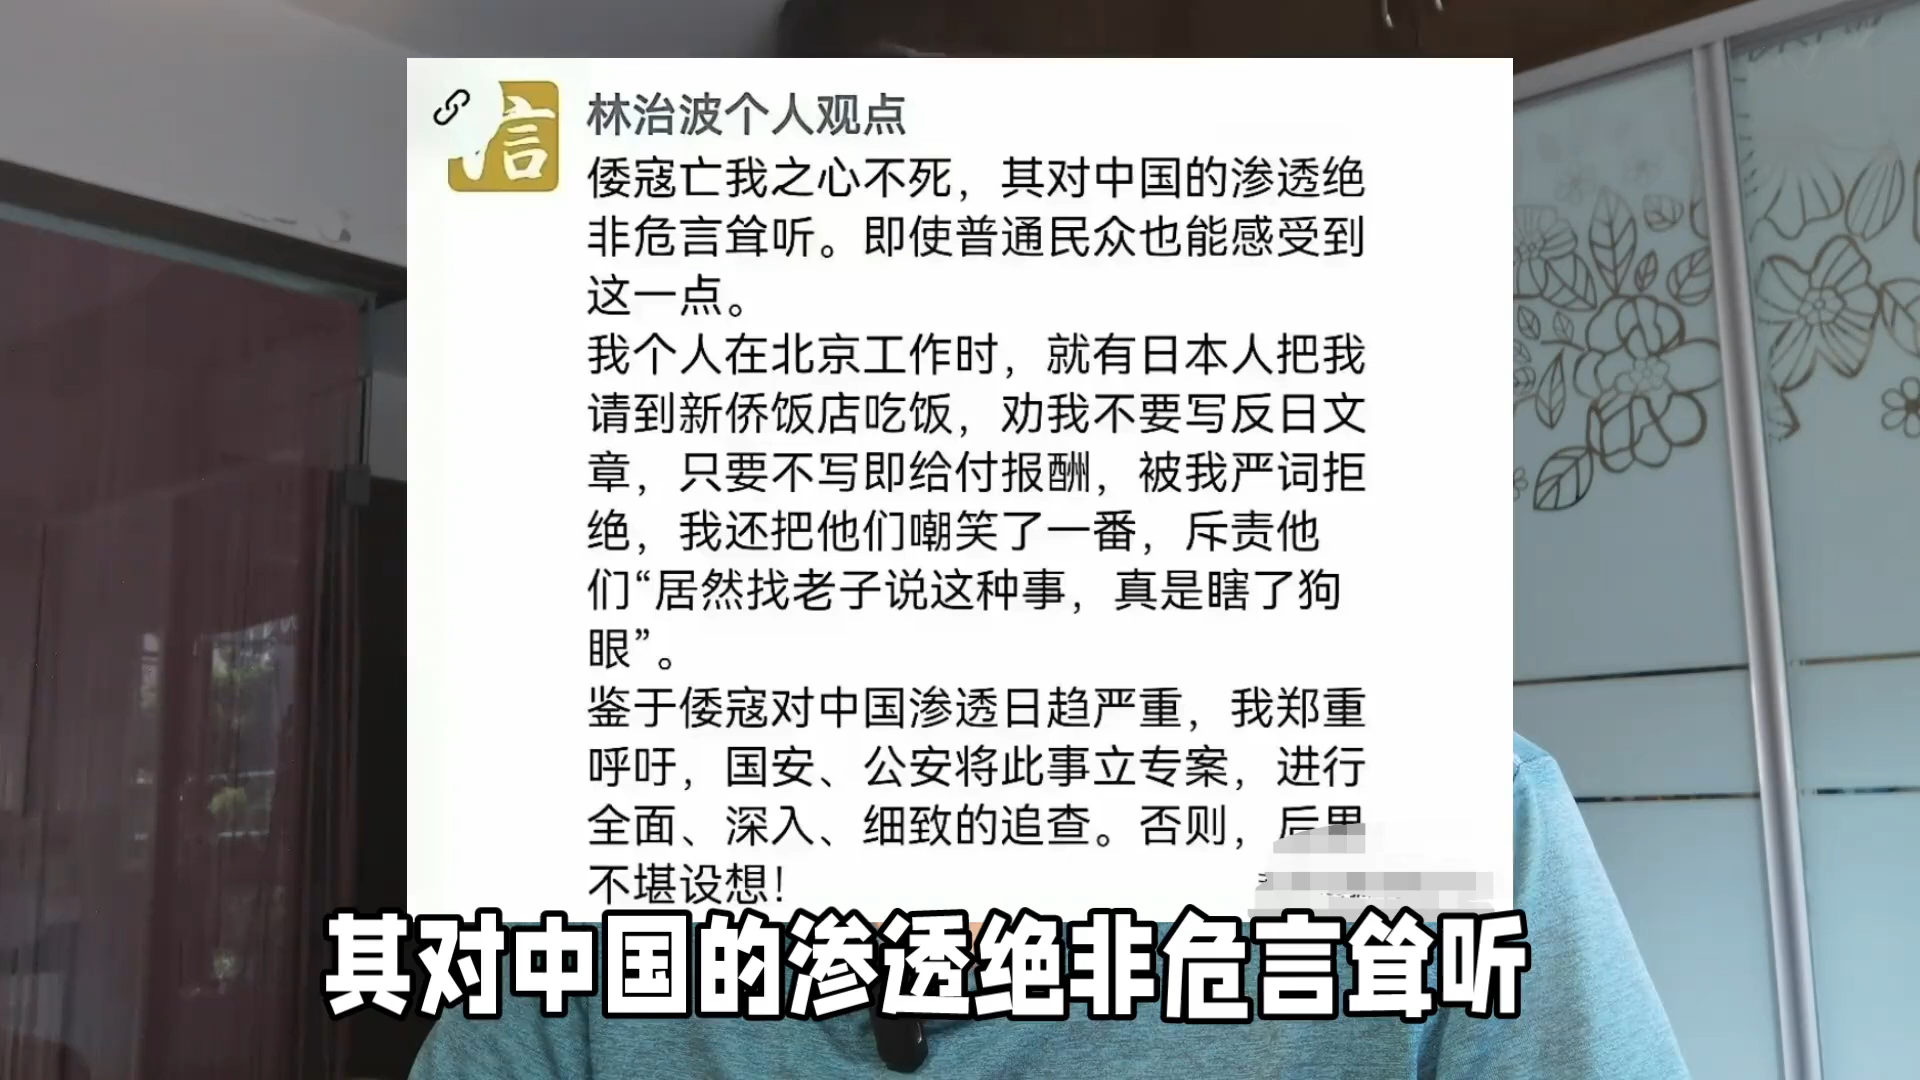 信
林治波个人观点
倭寇亡我之心不死，其对中国的渗透绝
非危言耸听。即使普通民众也能感受到
这一点。
我个人在北京工作时，就有日本人把我
请到新侨饭店吃饭，劝我不要写反日文
章，只要不写即给付报酬，被我严词拒
绝，我还把他们嘲笑了一番，斥责他
们“居然找老子说这种事，真是瞎了狗
眼”。
鉴于倭寇对中国渗透日趋严重，我郑重
呼吁，国安、公安将此事立专案，进行
全面、深入、细致的追查。否则，后果
不堪设想！
其对中国的渗透绝非危言耸听